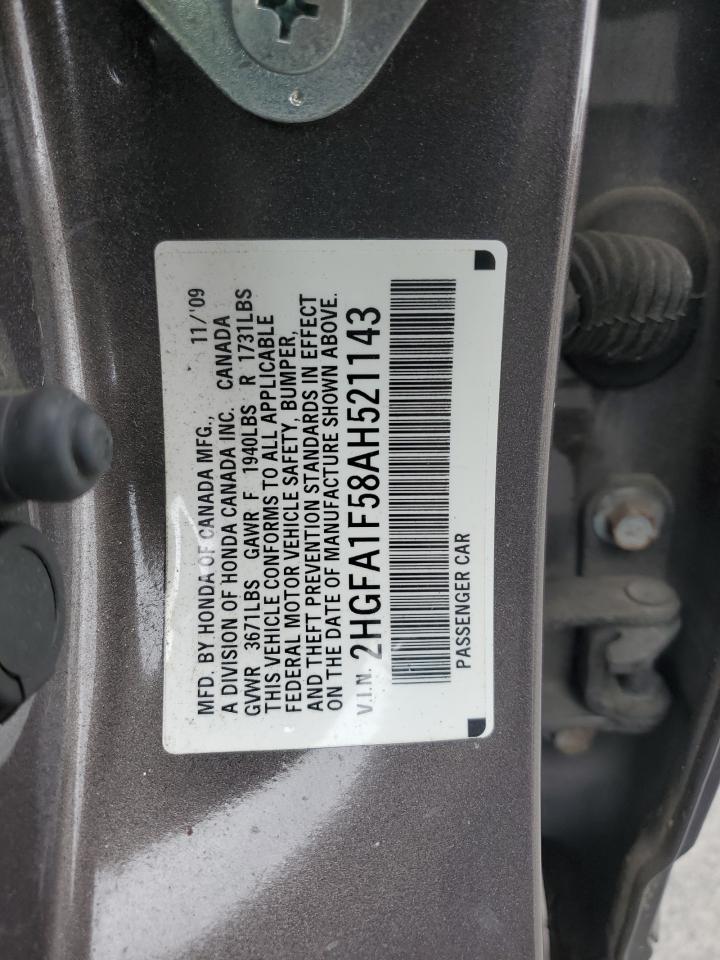 MFD. BY HONDA OF CANADA MFG., 11/'09
A DIVISION OF HONDA CANADA INC. CANADA
GVWR 3671LBS GAWR F 1940LBS R 1731LBS
THIS VEHICLE CONFORMS TO ALL APPLICABLE
FEDERAL MOTOR VEHICLE SAFETY, BUMPER,
AND THEFT PREVENTION STANDARDS IN EFFECT
ON THE DATE OF MANUFACTURE SHOWN ABOVE.
V.I.N. 2HGFA1F58AH521143
PASSENGER CAR